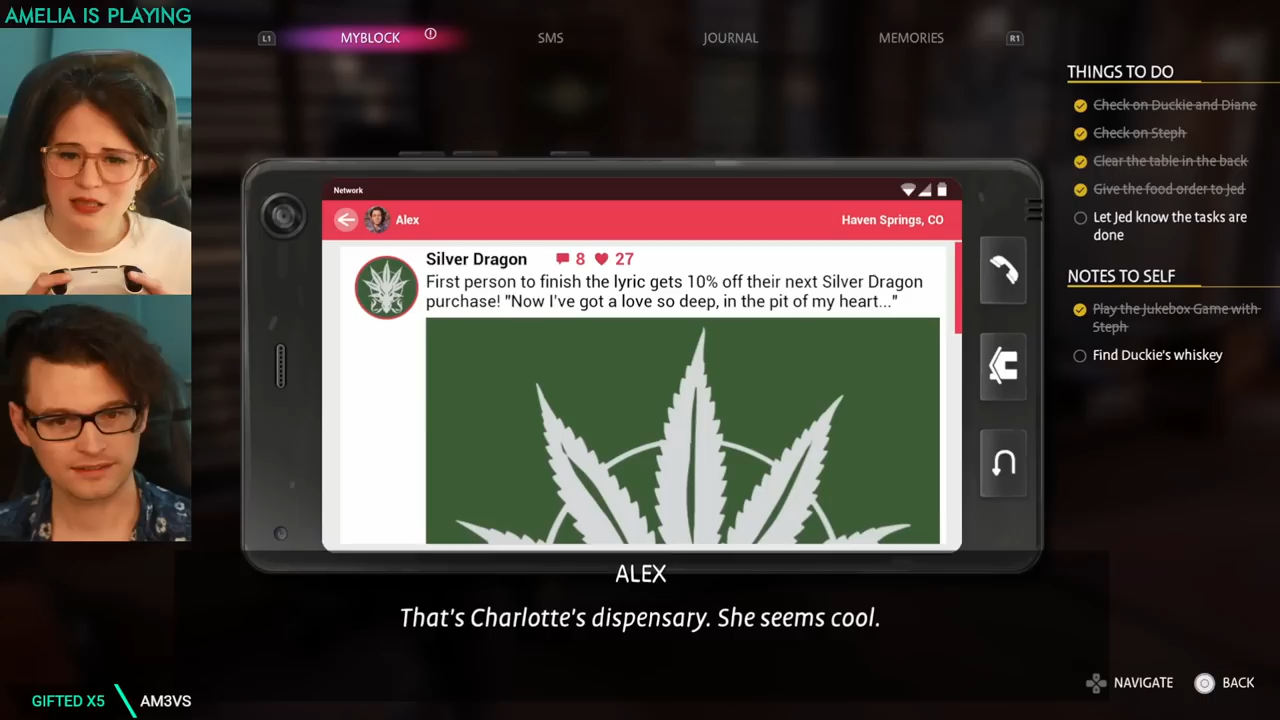 AMELIA IS PLAYING
L1
MYBLOCK
SMS
JOURNAL
MEMORIES
R1
THINGS TO DO
Check on Duckie and Diane
Check on Steph
Clear the table in the back
Give the food order to Jed
Let Jed know the tasks are
done
NOTES TO SELF
Play the Jukebox Game with
Steph
Find Duckie's whiskey
Network
Alex
Haven Springs, CO
Silver Dragon 8 27
First person to finish the lyric gets 10% off their next Silver Dragon
purchase! "Now I've got a love so deep, in the pit of my heart..."
ALEX
That's Charlotte's dispensary. She seems cool.
NAVIGATE
BACK
GIFTED X5
AM3VS